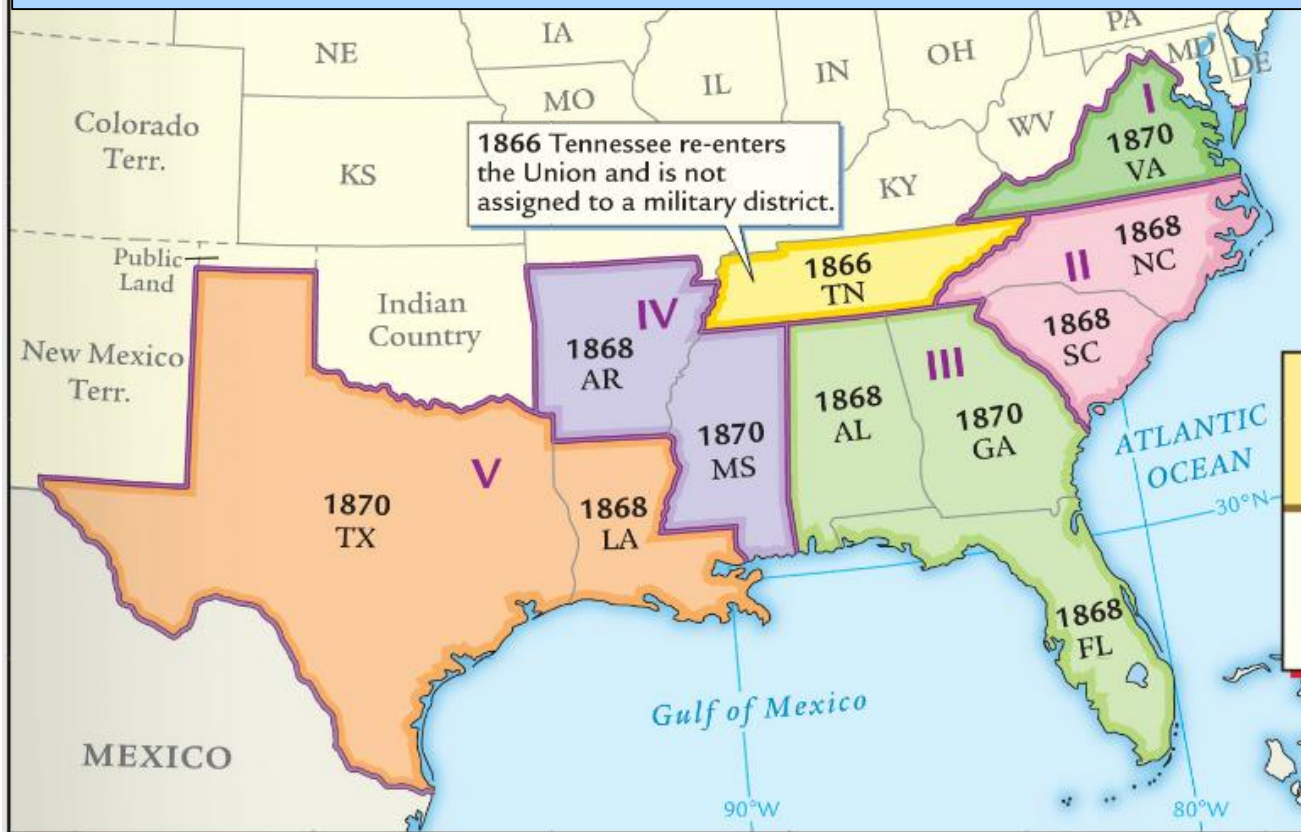 PA
IA
OH
NE
MD
DE
IN
IL
MO
I
Colorado
Terr.
WV
1870
VA
1866 Tennessee re-enters
the Union and is not
assigned to a military district.
KS
KY
1868
NC
Public
Land
II
1866
TN
Indian
Country
IV
1868
SC
New Mexico
Terr.
1868
AR
III
1868
AL
1870
GA
1870
MS
ATLANTIC
OCEAN
V
30°N
1870
TX
1868
LA
1868
FL
Gulf of Mexico
MEXICO
90°W
80°W